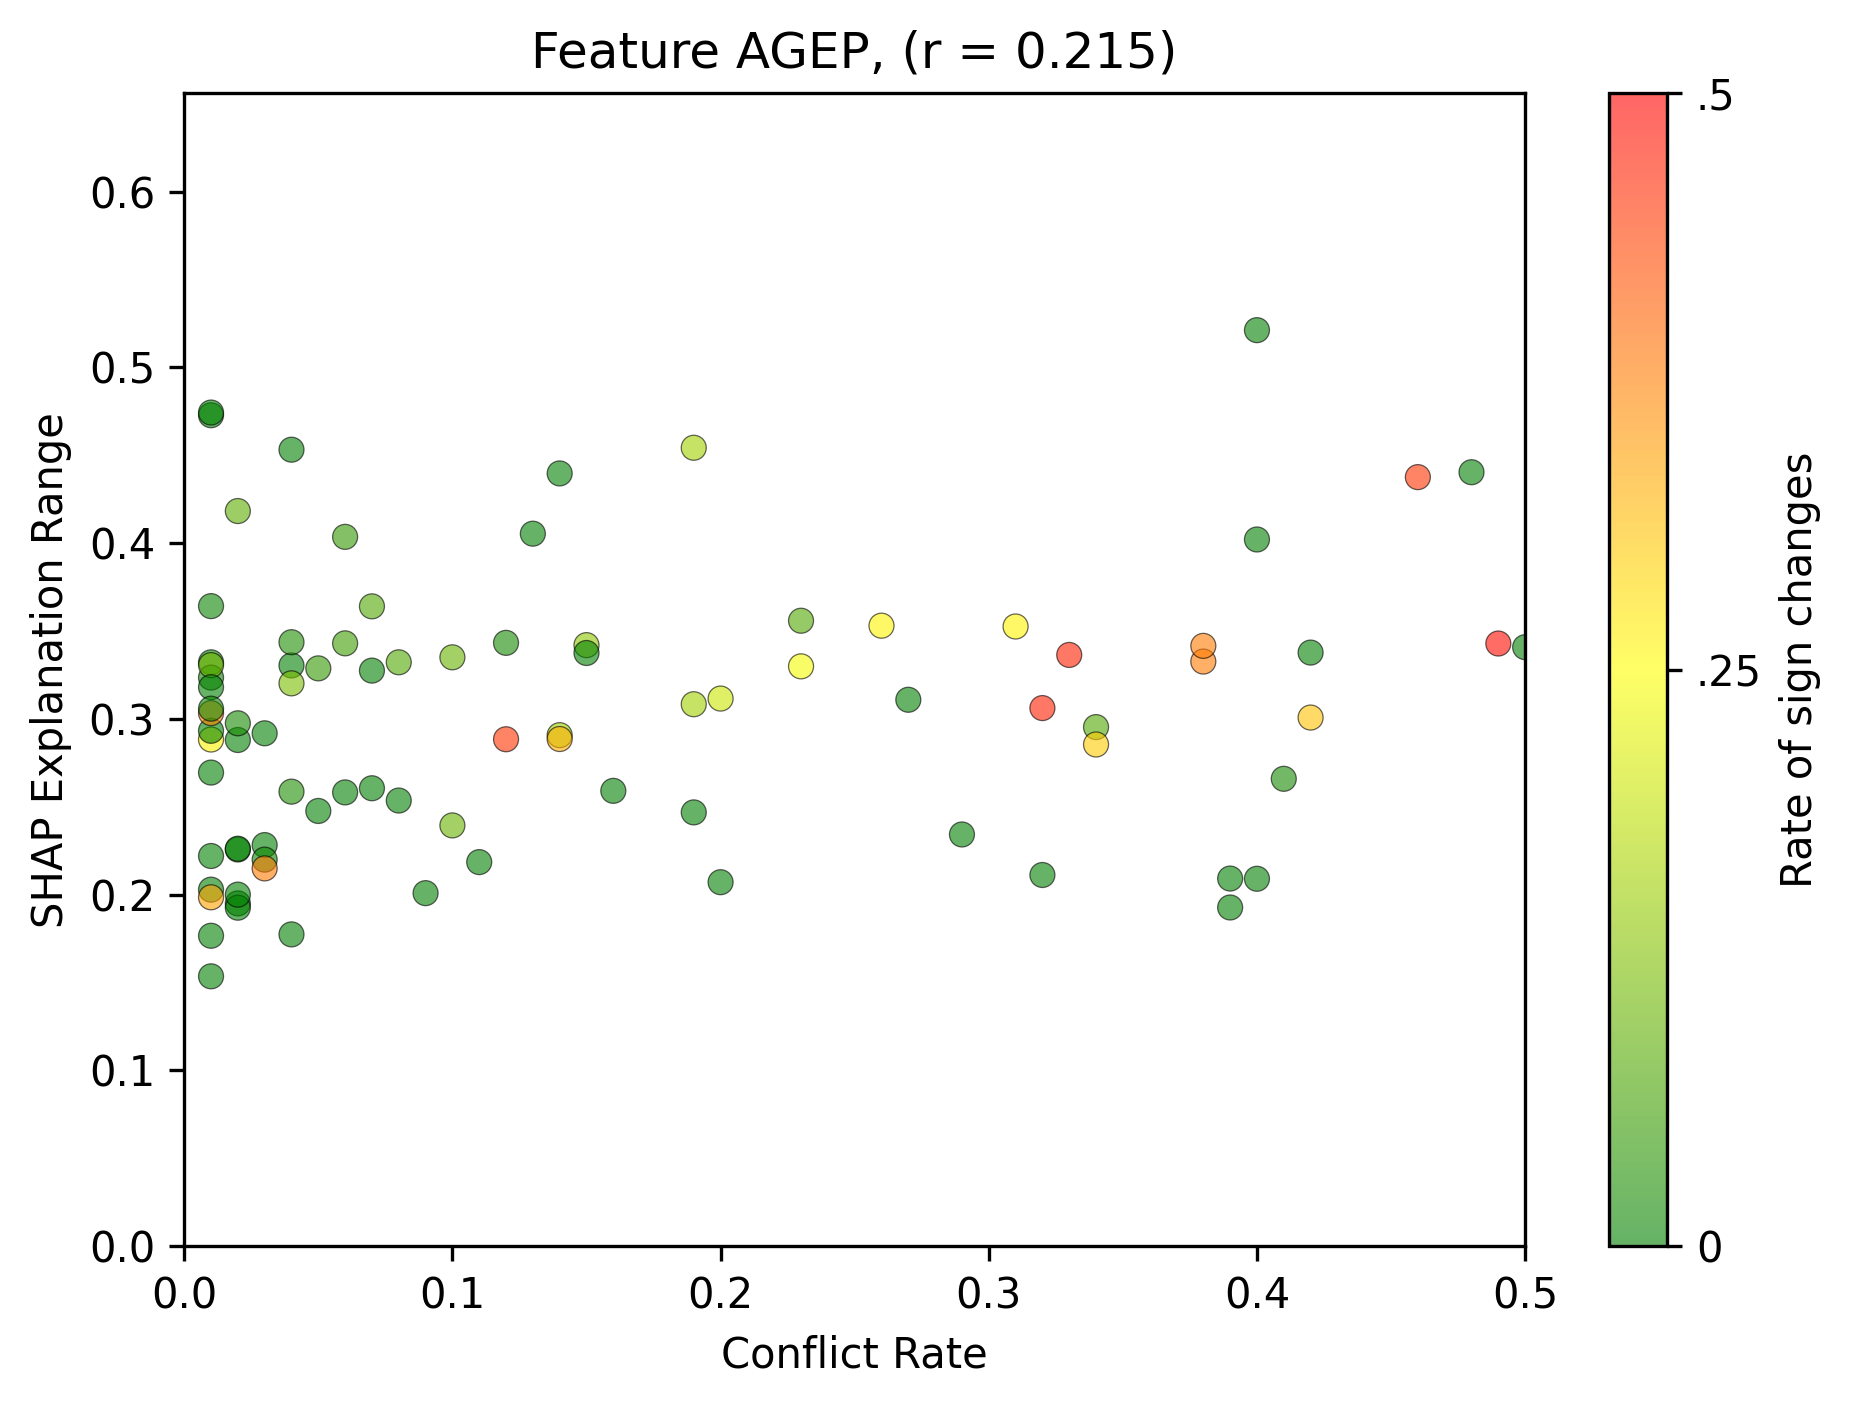 Feature AGEP, (r = 0.215)
SHAP Explanation Range
0.6
0.5
0.4
0.3
0.2
0.1
0.0
0.0 0.1 0.2 0.3 0.4 0.5
Conflict Rate
.5
.25
0
Rate of sign changes